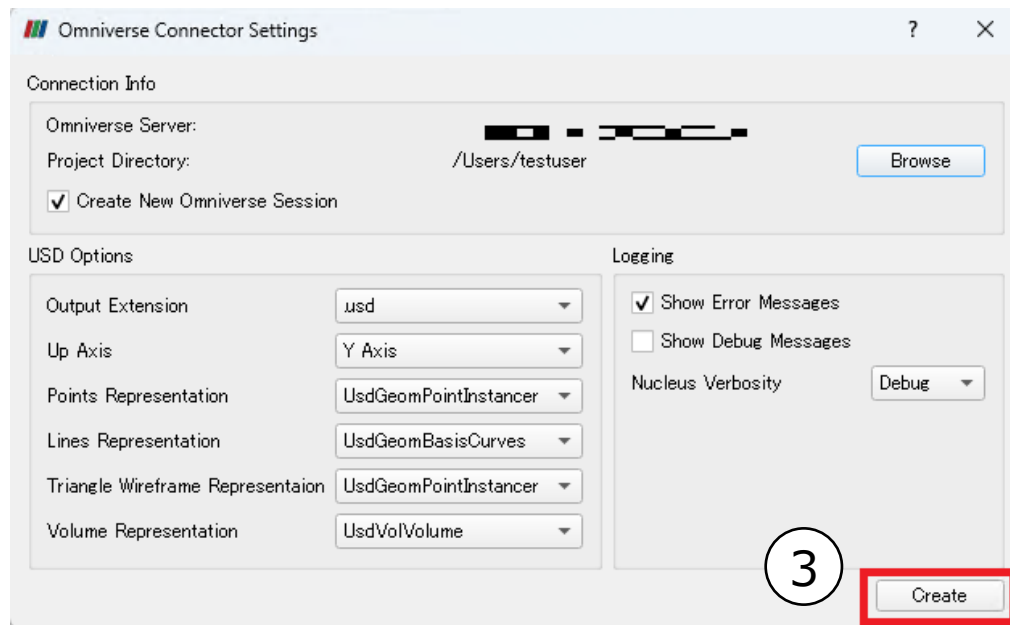 Omniverse Connector Settings
?
Connection Info
Omniverse Server:
Project Directory: /Users/testuser Browse
Create New Omniverse Session
USD Options
Output Extension .usd
Up Axis Y Axis
Points Representation UsdGeomPointInstancer
Lines Representation UsdGeomBasisCurves
Triangle Wireframe Representaion UsdGeomPointInstancer
Volume Representation UsdVolVolume
Logging
Show Error Messages
Show Debug Messages
Nucleus Verbosity Debug
3
Create